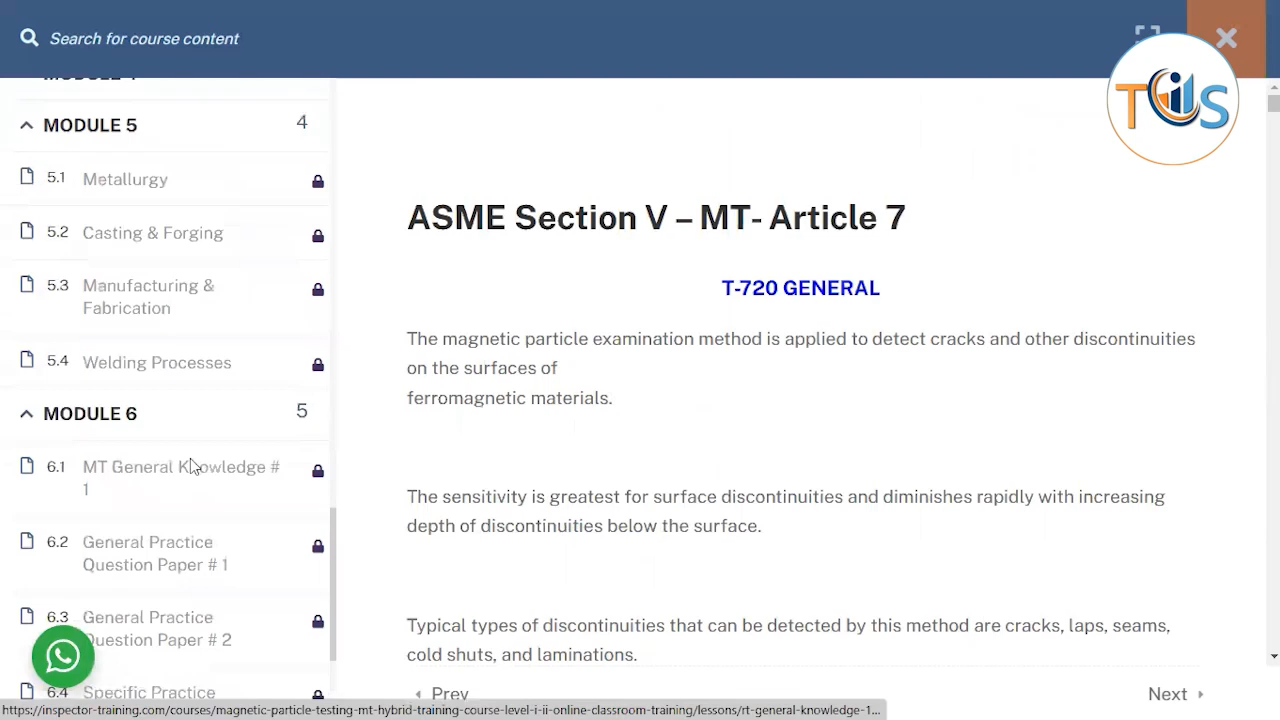 Search for course content
TCIS
MODULE 5
4
5.1 Metallurgy
5.2 Casting & Forging
5.3 Manufacturing &
Fabrication
5.4 Welding Processes
MODULE 6
5
6.1 MT General Knowledge #
1
6.2 General Practice
Question Paper # 1
6.3 General Practice
Question Paper # 2
6.4 Specific Practice
ASME Section V – MT- Article 7
T-720 GENERAL
The magnetic particle examination method is applied to detect cracks and other discontinuities
on the surfaces of
ferromagnetic materials.
The sensitivity is greatest for surface discontinuities and diminishes rapidly with increasing
depth of discontinuities below the surface.
Typical types of discontinuities that can be detected by this method are cracks, laps, seams,
cold shuts, and laminations.
Prev
Next
https://inspector-training.com/courses/magnetic-particle-testing-mt-hybrid-training-course-level-i-ii-online-classroom-training/lessons/rt-general-knowledge-1...